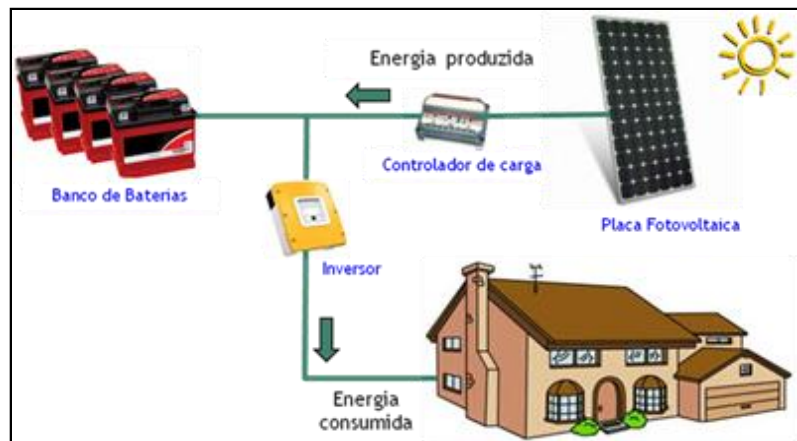 Energia produzida
Controlador de carga
Banco de Baterias
Placa Fotovoltaica
Inversor
Energia
consumida